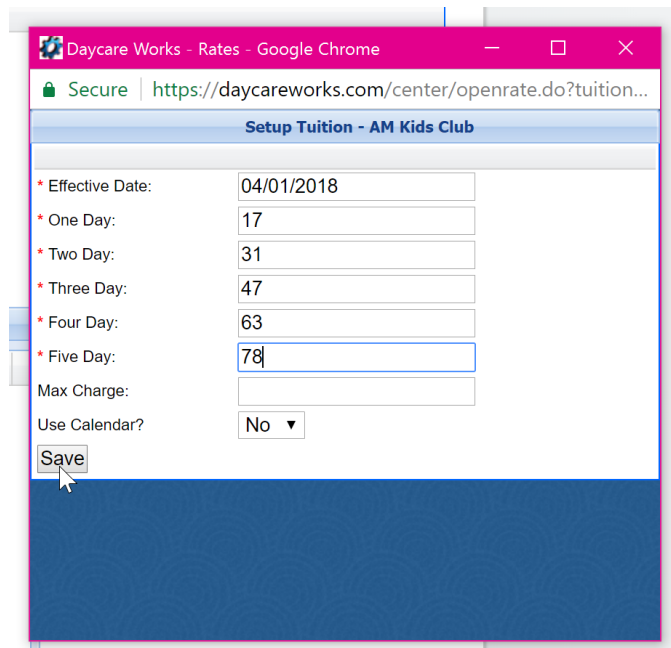 Daycare Works - Rates - Google Chrome
Secure https://daycareworks.com/center/openrate.do?tuition...
Setup Tuition - AM Kids Club
* Effective Date: 04/01/2018
* One Day: 17
* Two Day: 31
* Three Day: 47
* Four Day: 63
* Five Day: 78
Max Charge:
Use Calendar? No
Save